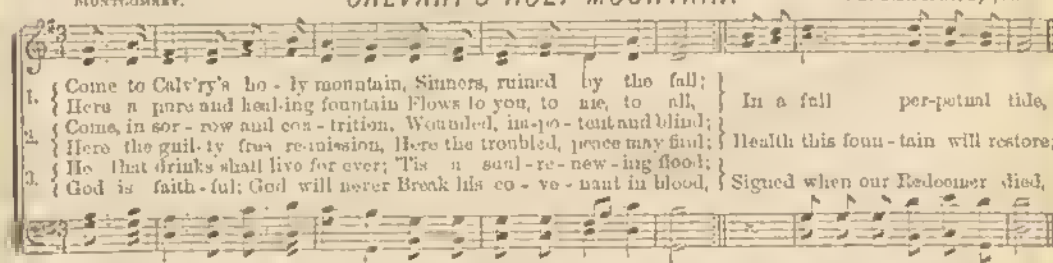 MONTGOMERY. CALVARY'S HOLY MOUNTAIN.
1. { Come to Calv'ry's ho - ly mountain, Sinners, ruined by the fall; }
{ Here a pure and heal-ing fountain Flows to you, to me, to all, } In a full per-petual tide,
2. { Come, in sor - row and con - trition, Wounded, im-po - tent and blind; }
{ Here the guil - ty free re-mission, Here the troubled, peace may find; } Health this foun - tain will restore;
3. { He that drinks shall live for ever; 'Tis a soul - re - new - ing flood; }
{ God is faith - ful; God will never Break his co - ve - nant in blood, } Signed when our Redeemer died,